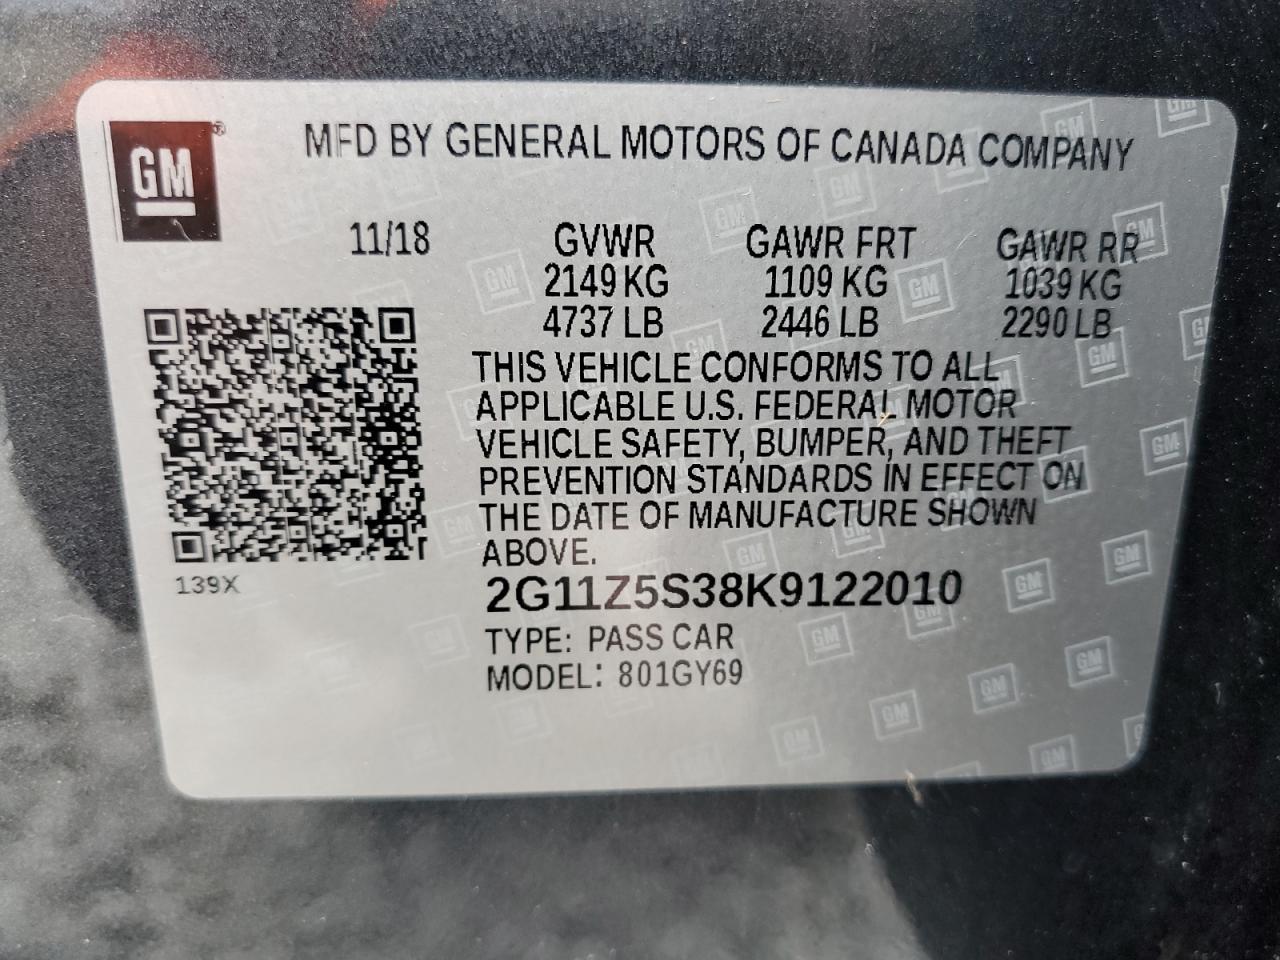 GM®
MFD BY GENERAL MOTORS OF CANADA COMPANY
11/18
GVWR
2149 KG
4737 LB
GAWR FRT
1109 KG
2446 LB
GAWR RR
1039 KG
2290 LB
THIS VEHICLE CONFORMS TO ALL
APPLICABLE U.S. FEDERAL MOTOR
VEHICLE SAFETY, BUMPER, AND THEFT
PREVENTION STANDARDS IN EFFECT ON
THE DATE OF MANUFACTURE SHOWN
ABOVE.
139X
2G11Z5S38K9122010
TYPE: PASS CAR
MODEL: 801GY69